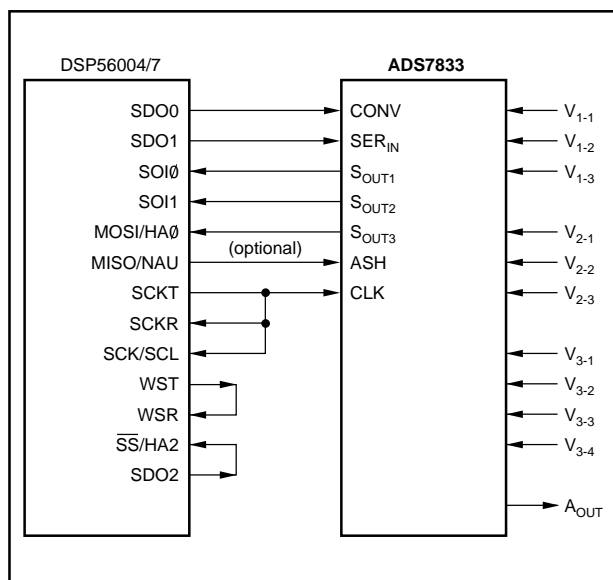 DSP56004/7
ADS7833
SDO0
CONV
V1-1
SDO1
SERIN
V1-2
SOIØ
SOUT1
V1-3
SOI1
SOUT2
MOSI/HAØ
SOUT3
V2-1
(optional)
MISO/NAU
ASH
V2-2
SCKT
CLK
V2-3
SCKR
SCK/SCL
V3-1
WST
V3-2
WSR
V3-3
S̅S̅/HA2
V3-4
SDO2
AOUT